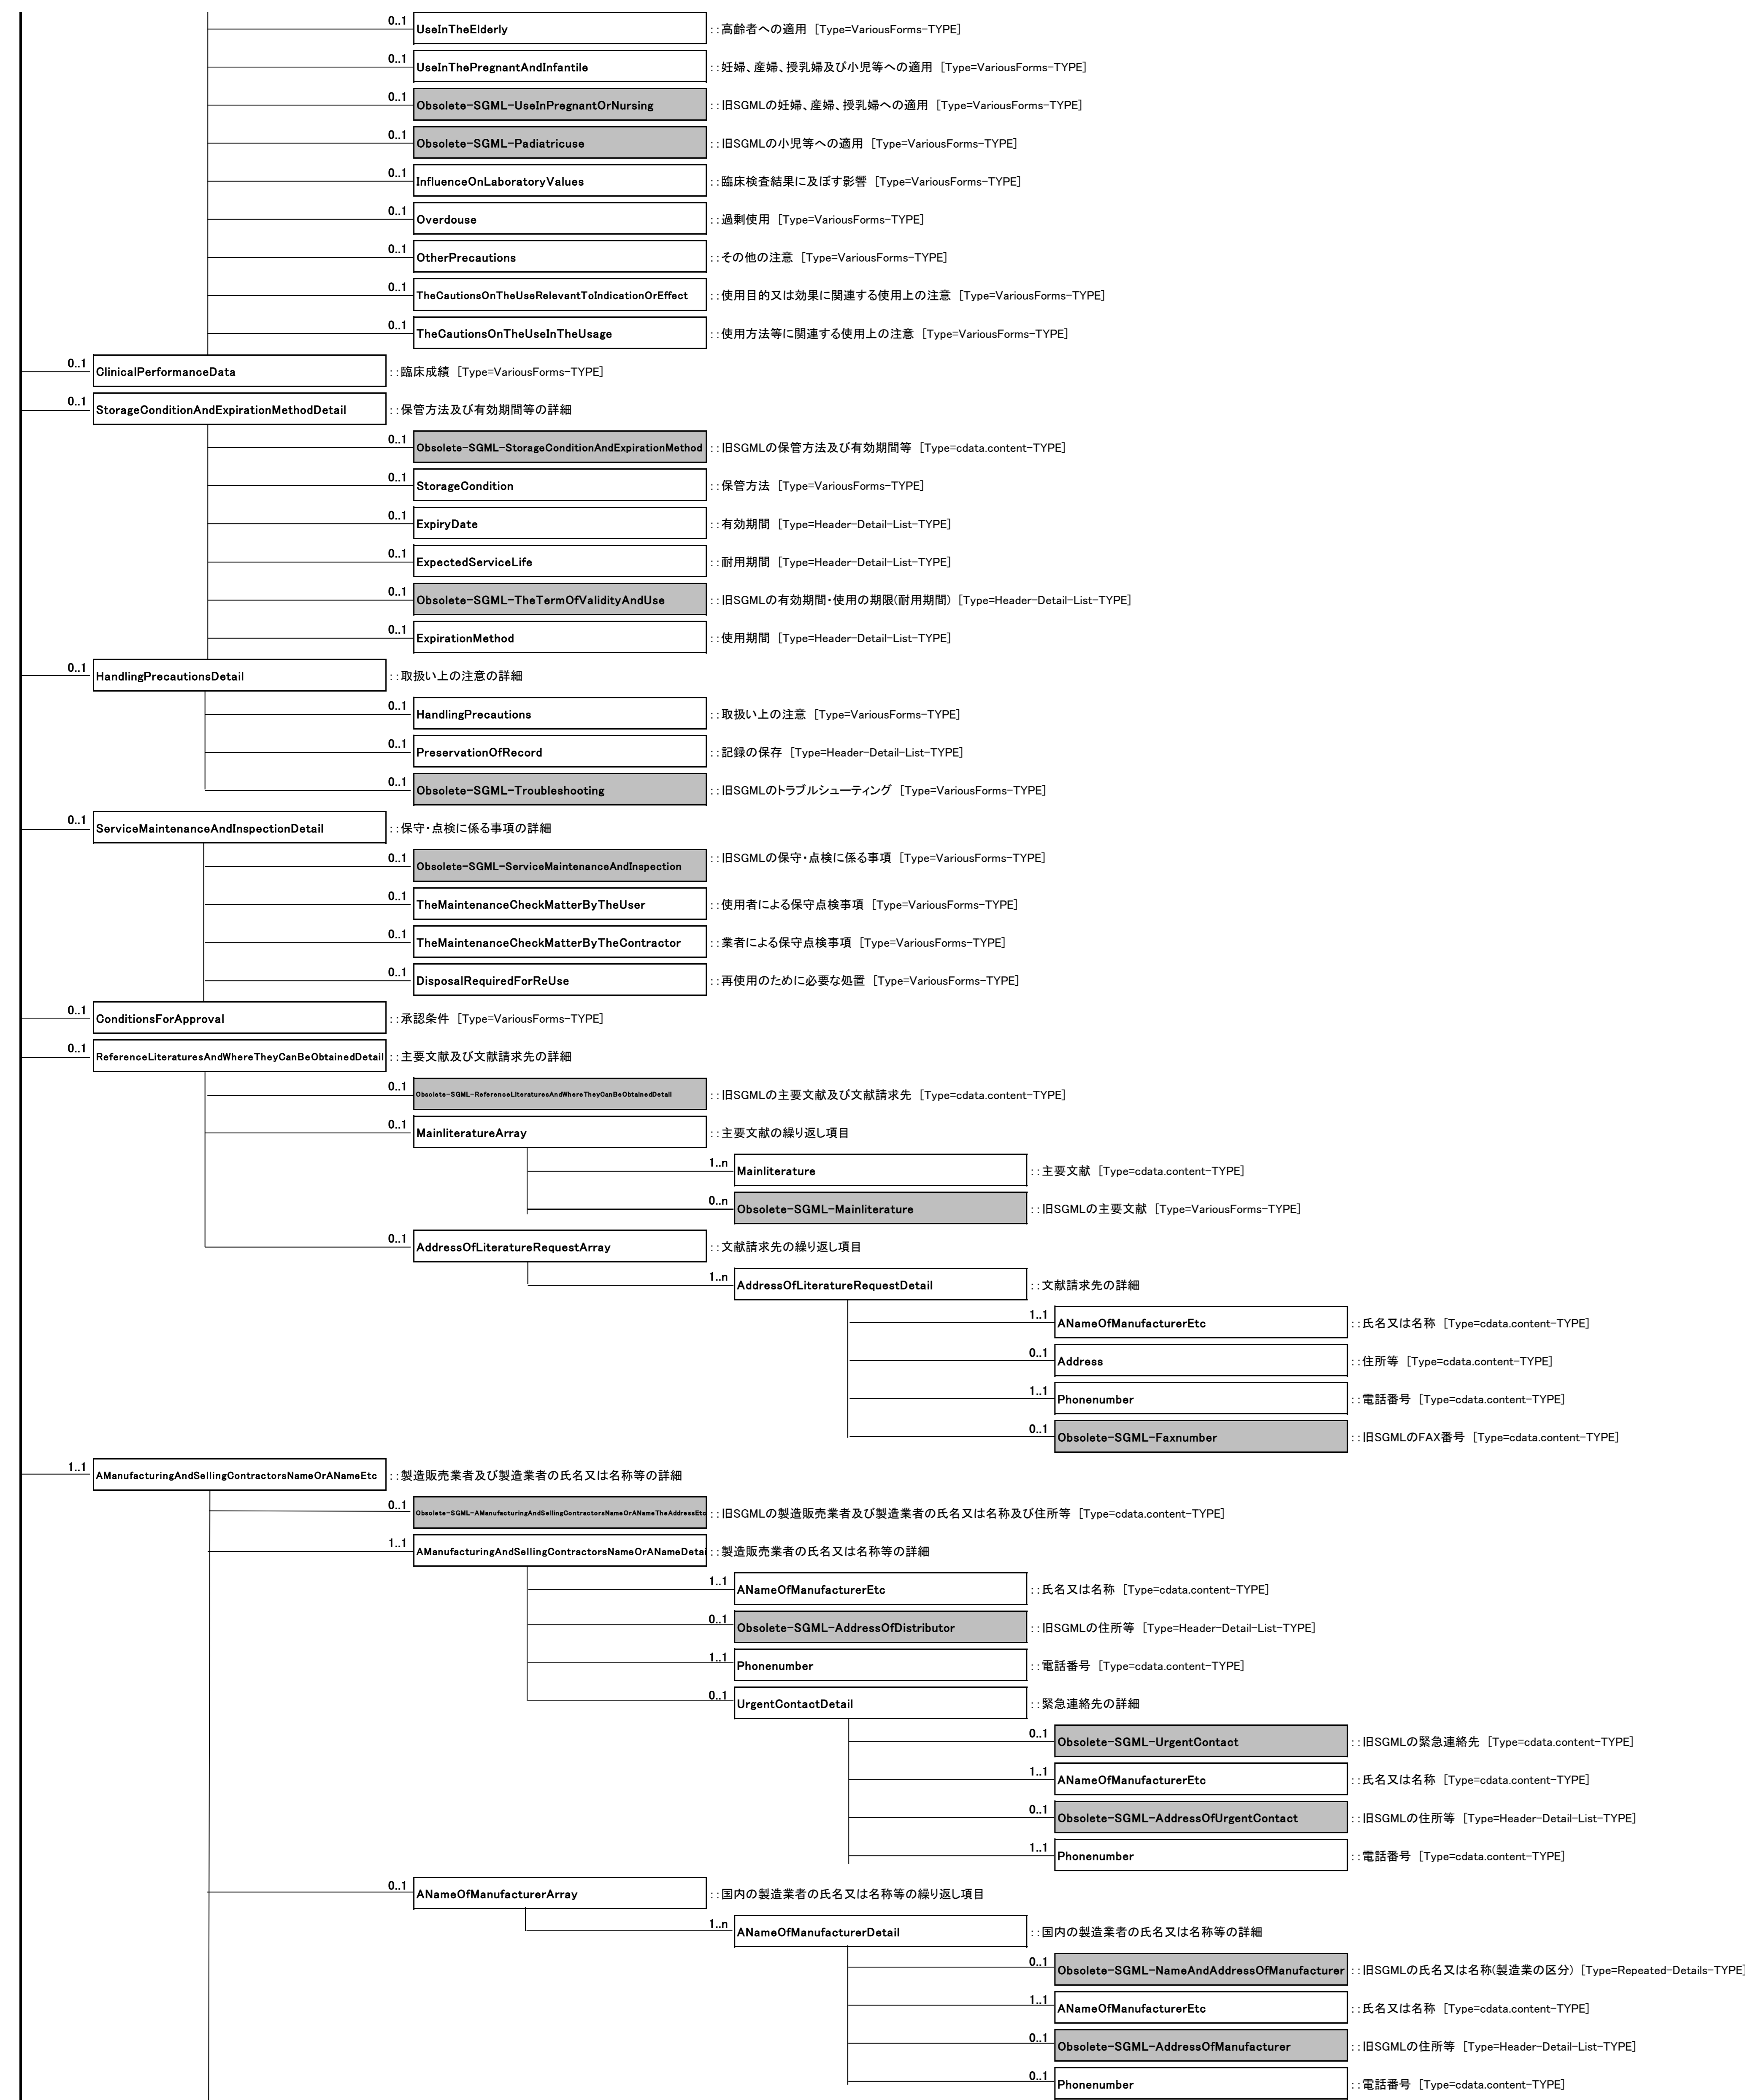 0..1 UseInTheElderly ::高齢者への適用 [Type=VariousForms-TYPE]
0..1 UseInThePregnantAndInfantile ::妊婦、産婦、授乳婦及び小児等への適用 [Type=VariousForms-TYPE]
0..1 Obsolete-SGML-UseInPregnantOrNursing ::旧SGMLの妊婦、産婦、授乳婦への適用 [Type=VariousForms-TYPE]
0..1 Obsolete-SGML-Padiatricuse ::旧SGMLの小児等への適用 [Type=VariousForms-TYPE]
0..1 InfluenceOnLaboratoryValues ::臨床検査結果に及ぼす影響 [Type=VariousForms-TYPE]
0..1 Overdouse ::過剰使用 [Type=VariousForms-TYPE]
0..1 OtherPrecautions ::その他の注意 [Type=VariousForms-TYPE]
0..1 TheCautionsOnTheUseRelevantToIndicationOrEffect ::使用目的又は効果に関連する使用上の注意 [Type=VariousForms-TYPE]
0..1 TheCautionsOnTheUseInTheUsage ::使用方法等に関連する使用上の注意 [Type=VariousForms-TYPE]
0..1 ClinicalPerformanceData ::臨床成績 [Type=VariousForms-TYPE]
0..1 StorageConditionAndExpirationMethodDetail ::保管方法及び有効期間等の詳細
0..1 Obsolete-SGML-StorageConditionAndExpirationMethod ::旧SGMLの保管方法及び有効期間等 [Type=cdata.content-TYPE]
0..1 StorageCondition ::保管方法 [Type=VariousForms-TYPE]
0..1 ExpiryDate ::有効期間 [Type=Header-Detail-List-TYPE]
0..1 ExpectedServiceLife ::耐用期間 [Type=Header-Detail-List-TYPE]
0..1 Obsolete-SGML-TheTermOfValidityAndUse ::旧SGMLの有効期間・使用の期限(耐用期間) [Type=Header-Detail-List-TYPE]
0..1 ExpirationMethod ::使用期間 [Type=Header-Detail-List-TYPE]
0..1 HandlingPrecautionsDetail ::取扱い上の注意の詳細
0..1 HandlingPrecautions ::取扱い上の注意 [Type=VariousForms-TYPE]
0..1 PreservationOfRecord ::記録の保存 [Type=Header-Detail-List-TYPE]
0..1 Obsolete-SGML-Troubleshooting ::旧SGMLのトラブルシューティング [Type=VariousForms-TYPE]
0..1 ServiceMaintenanceAndInspectionDetail ::保守・点検に係る事項の詳細
0..1 Obsolete-SGML-ServiceMaintenanceAndInspection ::旧SGMLの保守・点検に係る事項 [Type=VariousForms-TYPE]
0..1 TheMaintenanceCheckMatterByTheUser ::使用者による保守点検事項 [Type=VariousForms-TYPE]
0..1 TheMaintenanceCheckMatterByTheContractor ::業者による保守点検事項 [Type=VariousForms-TYPE]
0..1 DisposalRequiredForReUse ::再使用のために必要な処置 [Type=VariousForms-TYPE]
0..1 ConditionsForApproval ::承認条件 [Type=VariousForms-TYPE]
0..1 ReferenceLiteraturesAndWhereTheyCanBeObtainedDetail ::主要文献及び文献請求先の詳細
0..1 Obsolete-SGML-ReferenceLiteraturesAndWhereTheyCanBeObtainedDetail ::旧SGMLの主要文献及び文献請求先 [Type=cdata.content-TYPE]
0..1 MainliteratureArray ::主要文献の繰り返し項目
1..n Mainliterature ::主要文献 [Type=cdata.content-TYPE]
0..n Obsolete-SGML-Mainliterature ::旧SGMLの主要文献 [Type=VariousForms-TYPE]
0..1 AddressOfLiteratureRequestArray ::文献請求先の繰り返し項目
1..n AddressOfLiteratureRequestDetail ::文献請求先の詳細
1..1 ANameOfManufacturerEtc ::氏名又は名称 [Type=cdata.content-TYPE]
0..1 Address ::住所等 [Type=cdata.content-TYPE]
1..1 Phonenumber ::電話番号 [Type=cdata.content-TYPE]
0..1 Obsolete-SGML-Faxnumber ::旧SGMLのFAX番号 [Type=cdata.content-TYPE]
1..1 AManufacturingAndSellingContractorsNameOrANameEtc ::製造販売業者及び製造業者の氏名又は名称等の詳細
0..1 Obsolete-SGML-AManufacturingAndSellingContractorsNameOrANameTheAddressEtc ::旧SGMLの製造販売業者及び製造業者の氏名又は名称及び住所等 [Type=cdata.content-TYPE]
1..1 AManufacturingAndSellingContractorsNameOrANameDetai ::製造販売業者の氏名又は名称等の詳細
1..1 ANameOfManufacturerEtc ::氏名又は名称 [Type=cdata.content-TYPE]
0..1 Obsolete-SGML-AddressOfDistributor ::旧SGMLの住所等 [Type=Header-Detail-List-TYPE]
1..1 Phonenumber ::電話番号 [Type=cdata.content-TYPE]
0..1 UrgentContactDetail ::緊急連絡先の詳細
0..1 Obsolete-SGML-UrgentContact ::旧SGMLの緊急連絡先 [Type=cdata.content-TYPE]
1..1 ANameOfManufacturerEtc ::氏名又は名称 [Type=cdata.content-TYPE]
0..1 Obsolete-SGML-AddressOfUrgentContact ::旧SGMLの住所等 [Type=Header-Detail-List-TYPE]
1..1 Phonenumber ::電話番号 [Type=cdata.content-TYPE]
0..1 ANameOfManufacturerArray ::国内の製造業者の氏名又は名称等の繰り返し項目
1..n ANameOfManufacturerDetail ::国内の製造業者の氏名又は名称等の詳細
0..1 Obsolete-SGML-NameAndAddressOfManufacturer ::旧SGMLの氏名又は名称(製造業の区分) [Type=Repeated-Details-TYPE]
1..1 ANameOfManufacturerEtc ::氏名又は名称 [Type=cdata.content-TYPE]
0..1 Obsolete-SGML-AddressOfManufacturer ::旧SGMLの住所等 [Type=Header-Detail-List-TYPE]
0..1 Phonenumber ::電話番号 [Type=cdata.content-TYPE]